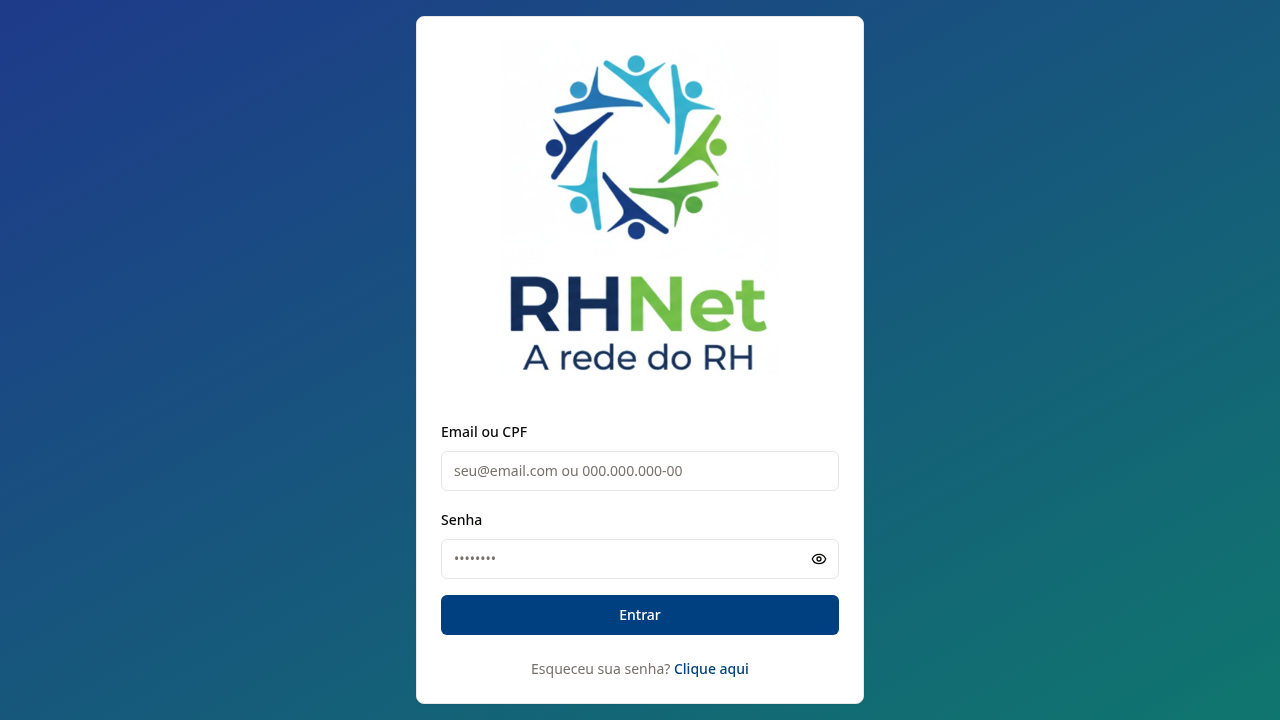 RHNet
A rede do RH
Email ou CPF
seu@email.com ou 000.000.000-00
Senha
••••••••
Entrar
Esqueceu sua senha? Clique aqui